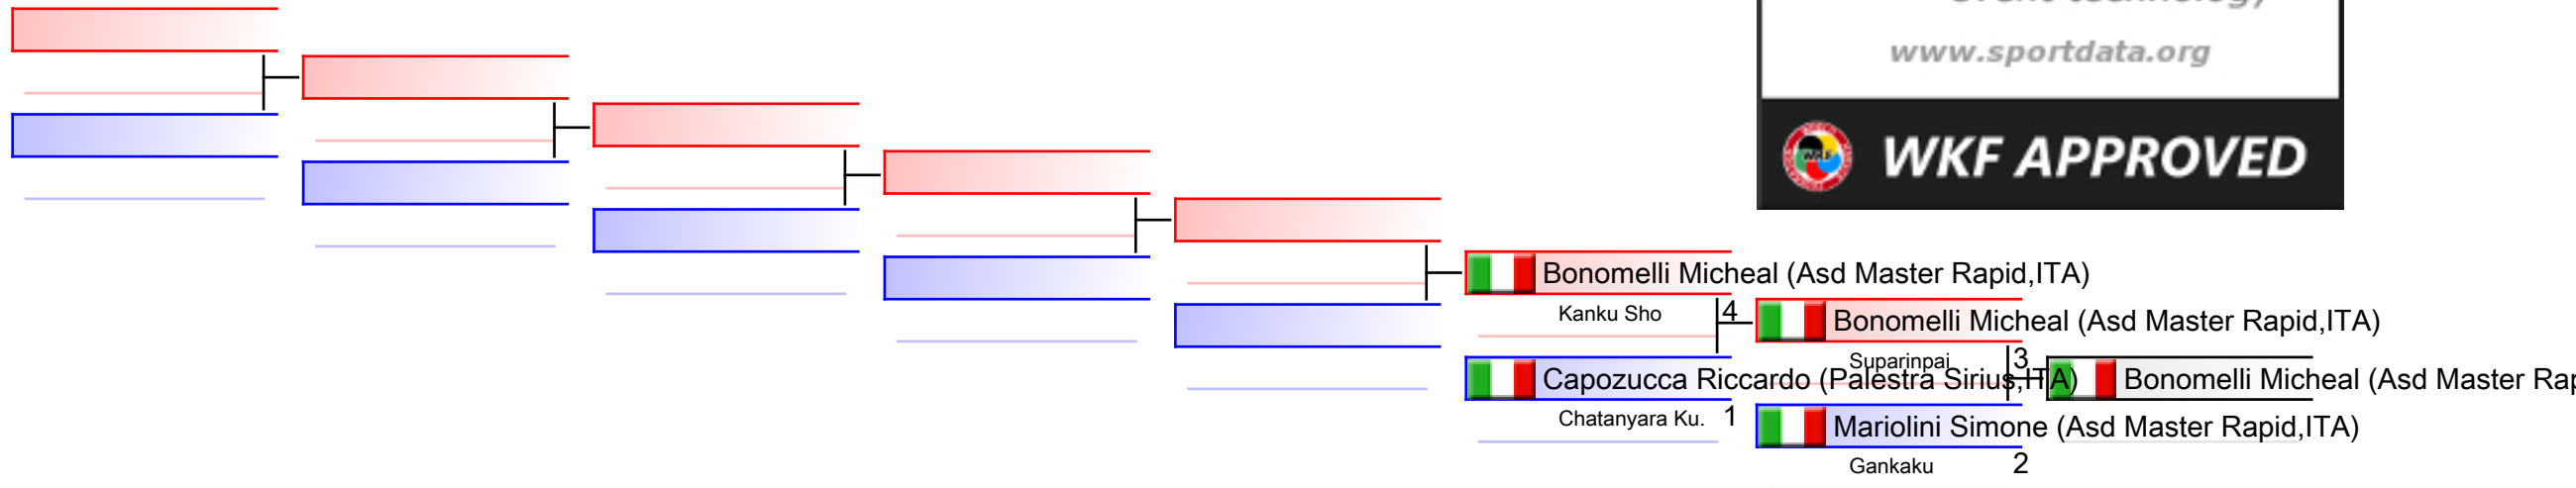 technology
www.sportdata.org
WKF APPROVED
Bonomelli Micheal (Asd Master Rapid,ITA)
Kanku Sho
4
Bonomelli Micheal (Asd Master Rapid,ITA)
Suparinpai
3
Capozucca Riccardo (Palestra Sirius,ITA)
Bonomelli Micheal (Asd Master Rap
Chatanyara Ku.
1
Mariolini Simone (Asd Master Rapid,ITA)
Gankaku
2